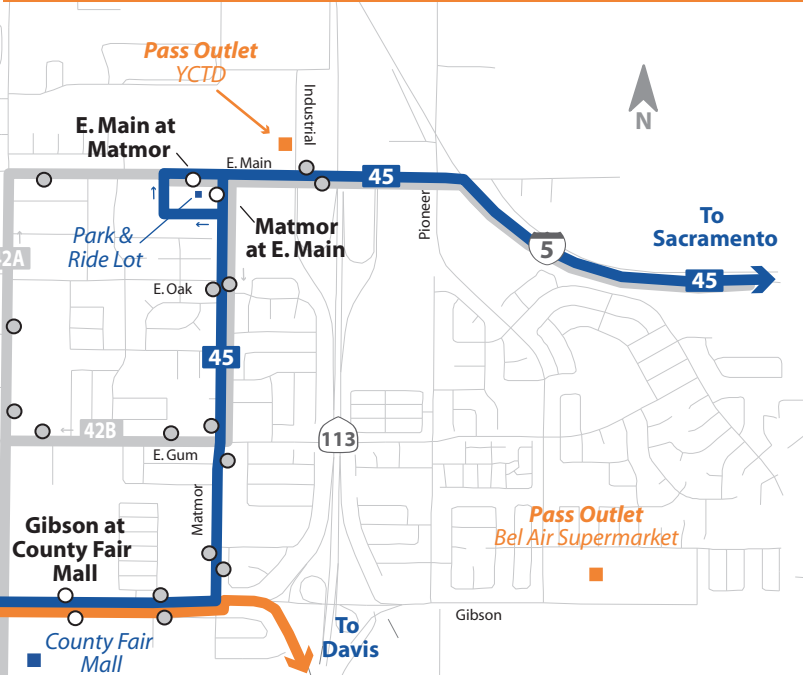 Pass Outlet
YCTD
Industrial
E. Main at
Matmor
E. Main
45
N
Park &
Ride Lot
Matmor
at E. Main
Pioneer
To
Sacramento
5
45
2A
E. Oak
45
42B
E. Gum
113
Matmor
Gibson at
County Fair
Mall
Pass Outlet
Bel Air Supermarket
Gibson
To
Davis
County Fair
Mall